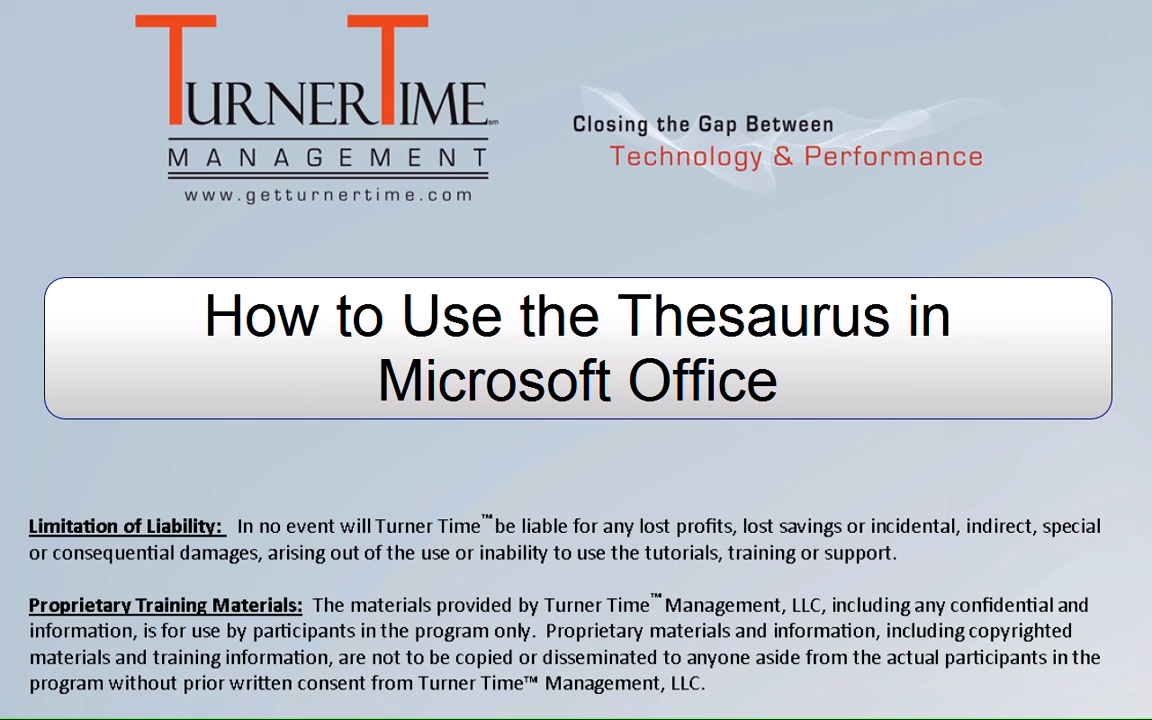 TURNERTIME sm
MANAGEMENT
www.getturnertime.com
Closing the Gap Between
Technology & Performance
How to Use the Thesaurus in
Microsoft Office
Limitation of Liability: In no event will Turner Time™ be liable for any lost profits, lost savings or incidental, indirect, special
or consequential damages, arising out of the use or inability to use the tutorials, training or support.
Proprietary Training Materials: The materials provided by Turner Time™ Management, LLC, including any confidential and
information, is for use by participants in the program only. Proprietary materials and information, including copyrighted
materials and training information, are not to be copied or disseminated to anyone aside from the actual participants in the
program without prior written consent from Turner Time™ Management, LLC.